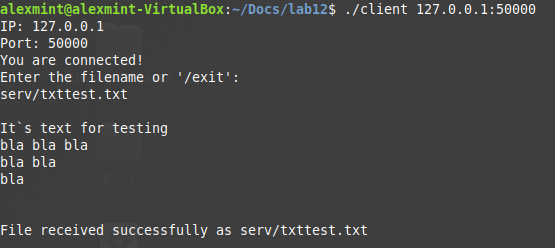 alexmint@alexmint-VirtualBox:~/Docs/lab12$ ./client 127.0.0.1:50000
IP: 127.0.0.1
Port: 50000
You are connected!
Enter the filename or '/exit':
serv/txttest.txt
It`s text for testing
bla bla bla
bla bla
bla
File received successfully as serv/txttest.txt